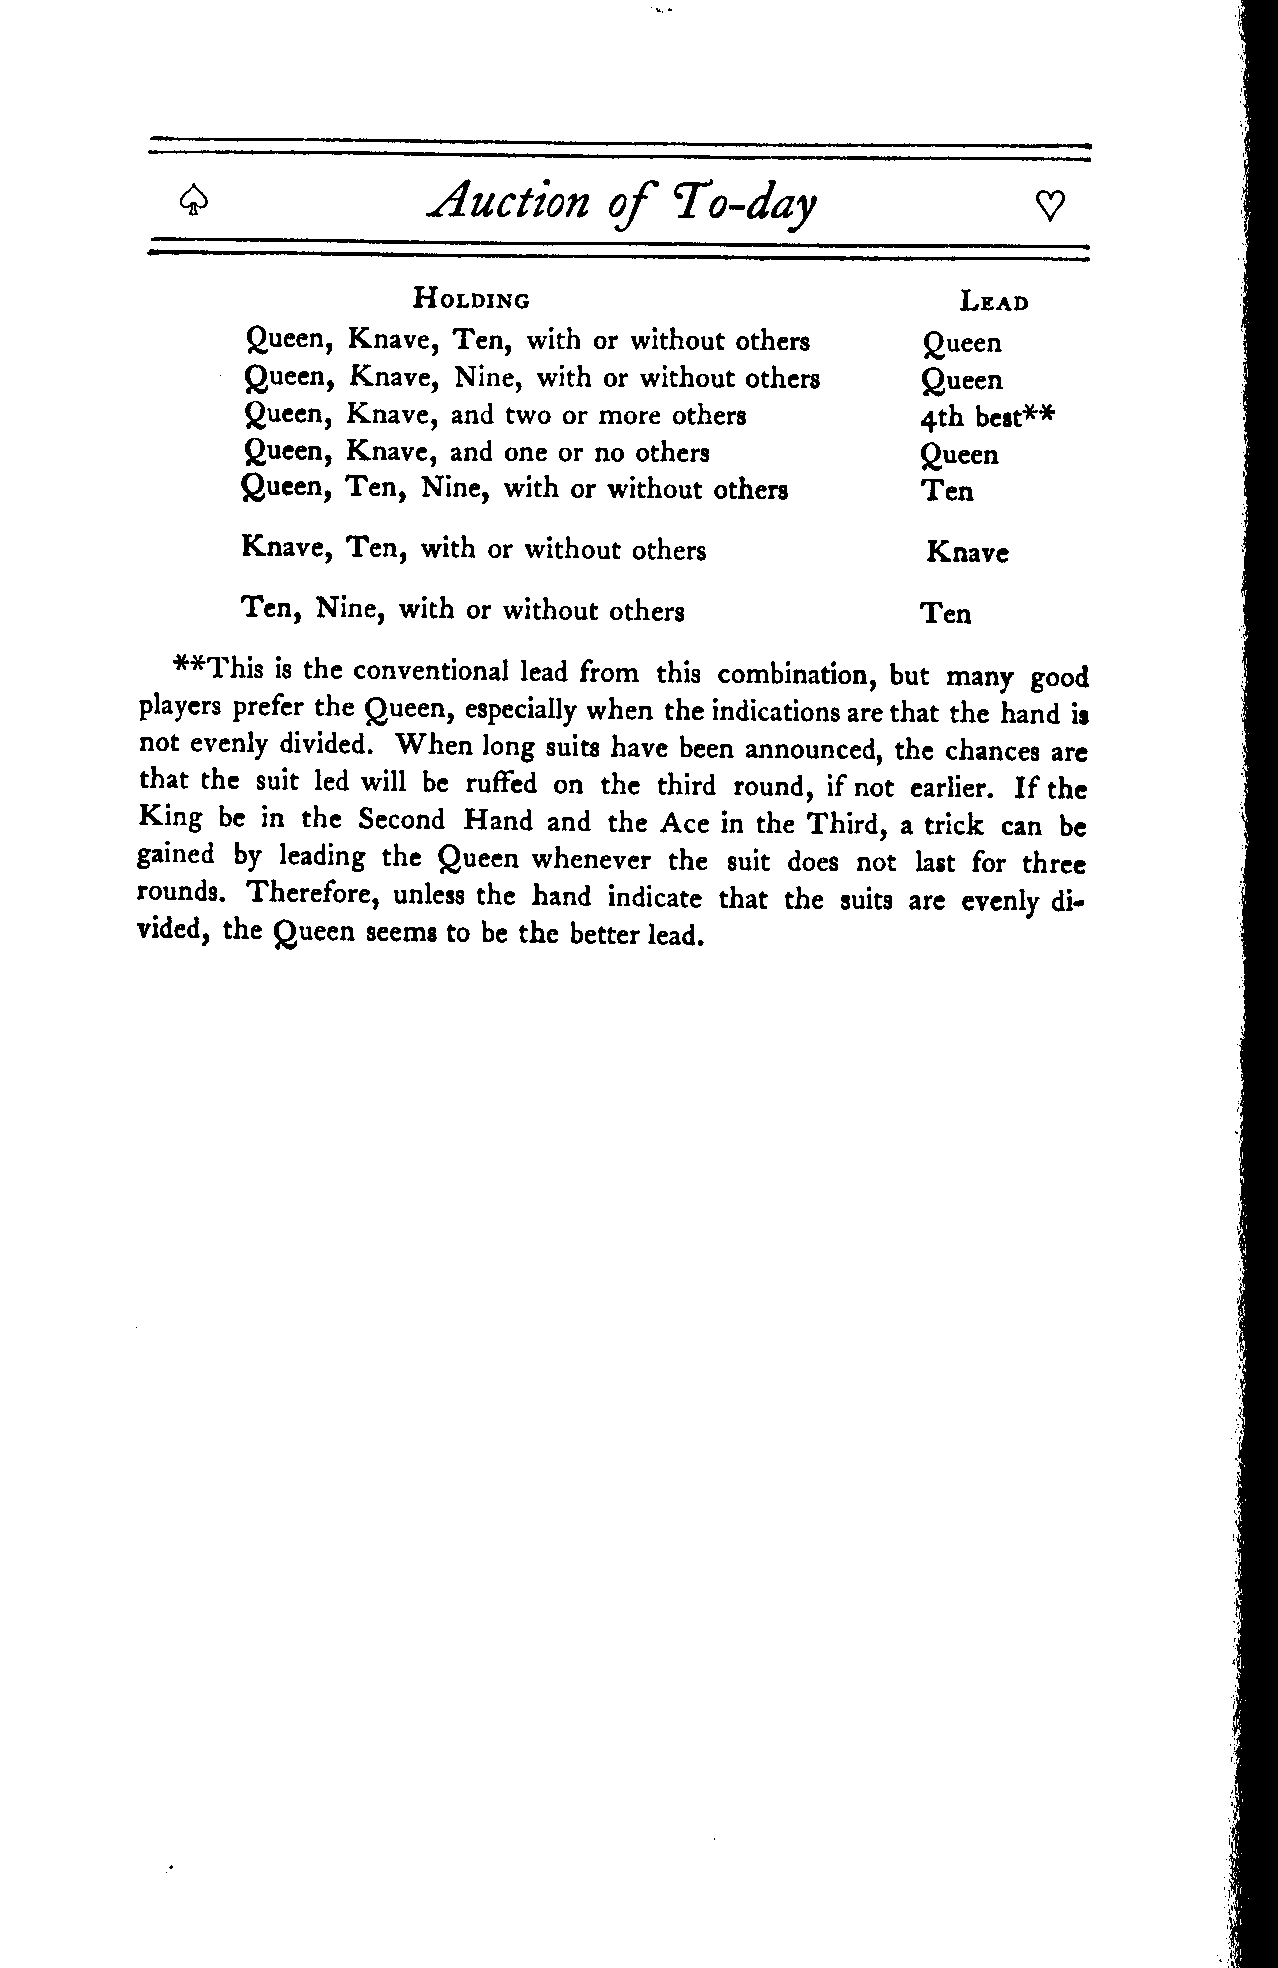 ♤ Auction of To-day ♡
HOLDING LEAD
Queen, Knave, Ten, with or without others Queen
Queen, Knave, Nine, with or without others Queen
Queen, Knave, and two or more others 4th best**
Queen, Knave, and one or no others Queen
Queen, Ten, Nine, with or without others Ten
Knave, Ten, with or without others Knave
Ten, Nine, with or without others Ten
**This is the conventional lead from this combination, but many good
players prefer the Queen, especially when the indications are that the hand is
not evenly divided. When long suits have been announced, the chances are
that the suit led will be ruffed on the third round, if not earlier. If the
King be in the Second Hand and the Ace in the Third, a trick can be
gained by leading the Queen whenever the suit does not last for three
rounds. Therefore, unless the hand indicate that the suits are evenly di-
vided, the Queen seems to be the better lead.